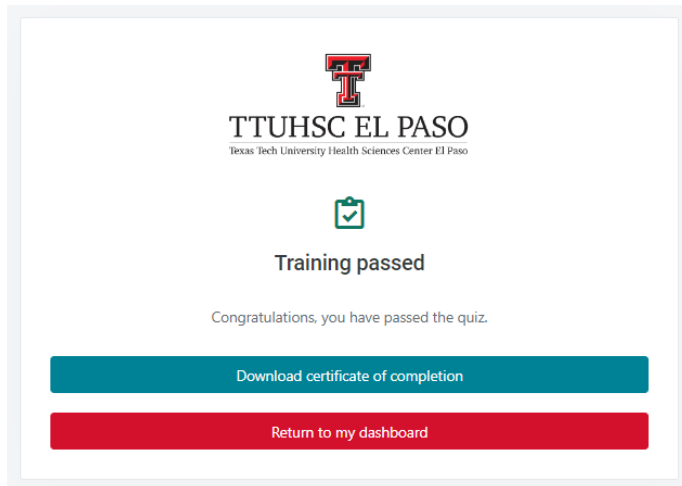 TTUHSC EL PASO
Texas Tech University Health Sciences Center El Paso
Training passed
Congratulations, you have passed the quiz.
Download certificate of completion
Return to my dashboard